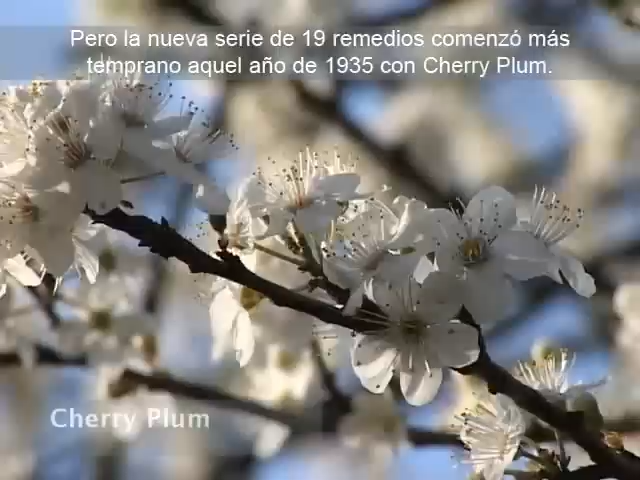 Pero la nueva serie de 19 remedios comenzó más
temprano aquel año de 1935 con Cherry Plum.
Cherry Plum